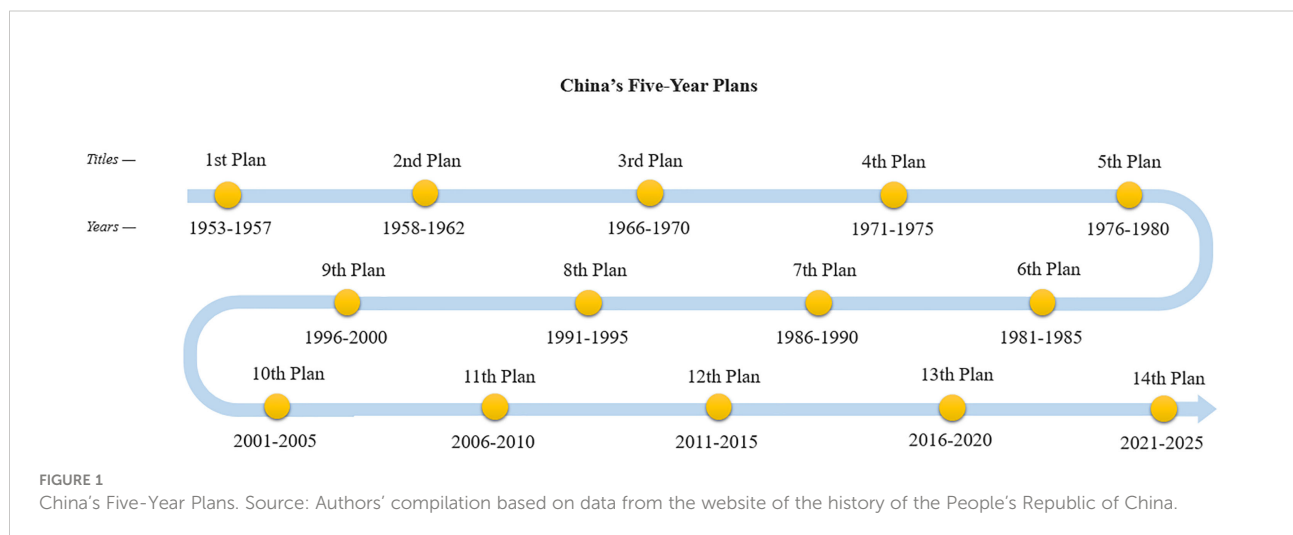 China's Five-Year Plans
Titles — 1st Plan 2nd Plan 3rd Plan 4th Plan 5th Plan
Years — 1953-1957 1958-1962 1966-1970 1971-1975 1976-1980
9th Plan 8th Plan 7th Plan 6th Plan
1996-2000 1991-1995 1986-1990 1981-1985
10th Plan 11th Plan 12th Plan 13th Plan 14th Plan
2001-2005 2006-2010 2011-2015 2016-2020 2021-2025
FIGURE 1
China's Five-Year Plans. Source: Authors' compilation based on data from the website of the history of the People's Republic of China.